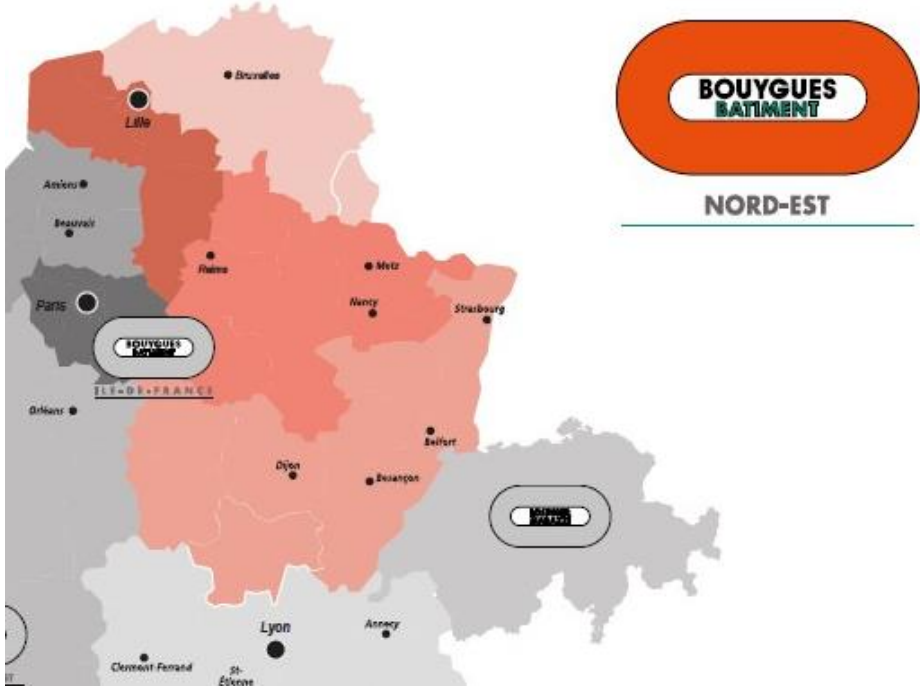 Bruxelles
BOUYGUES
BATIMENT
NORD-EST
Lille
Amiens
Beauvais
Reims
Metz
Paris
Nancy
Strasbourg
BOUYGUES
BATIMENT
ILE-DE-FRANCE
Orléans
Belfort
Dijon
Besançon
Lyon
Annecy
Clermont-Ferrand
St-
Étienne